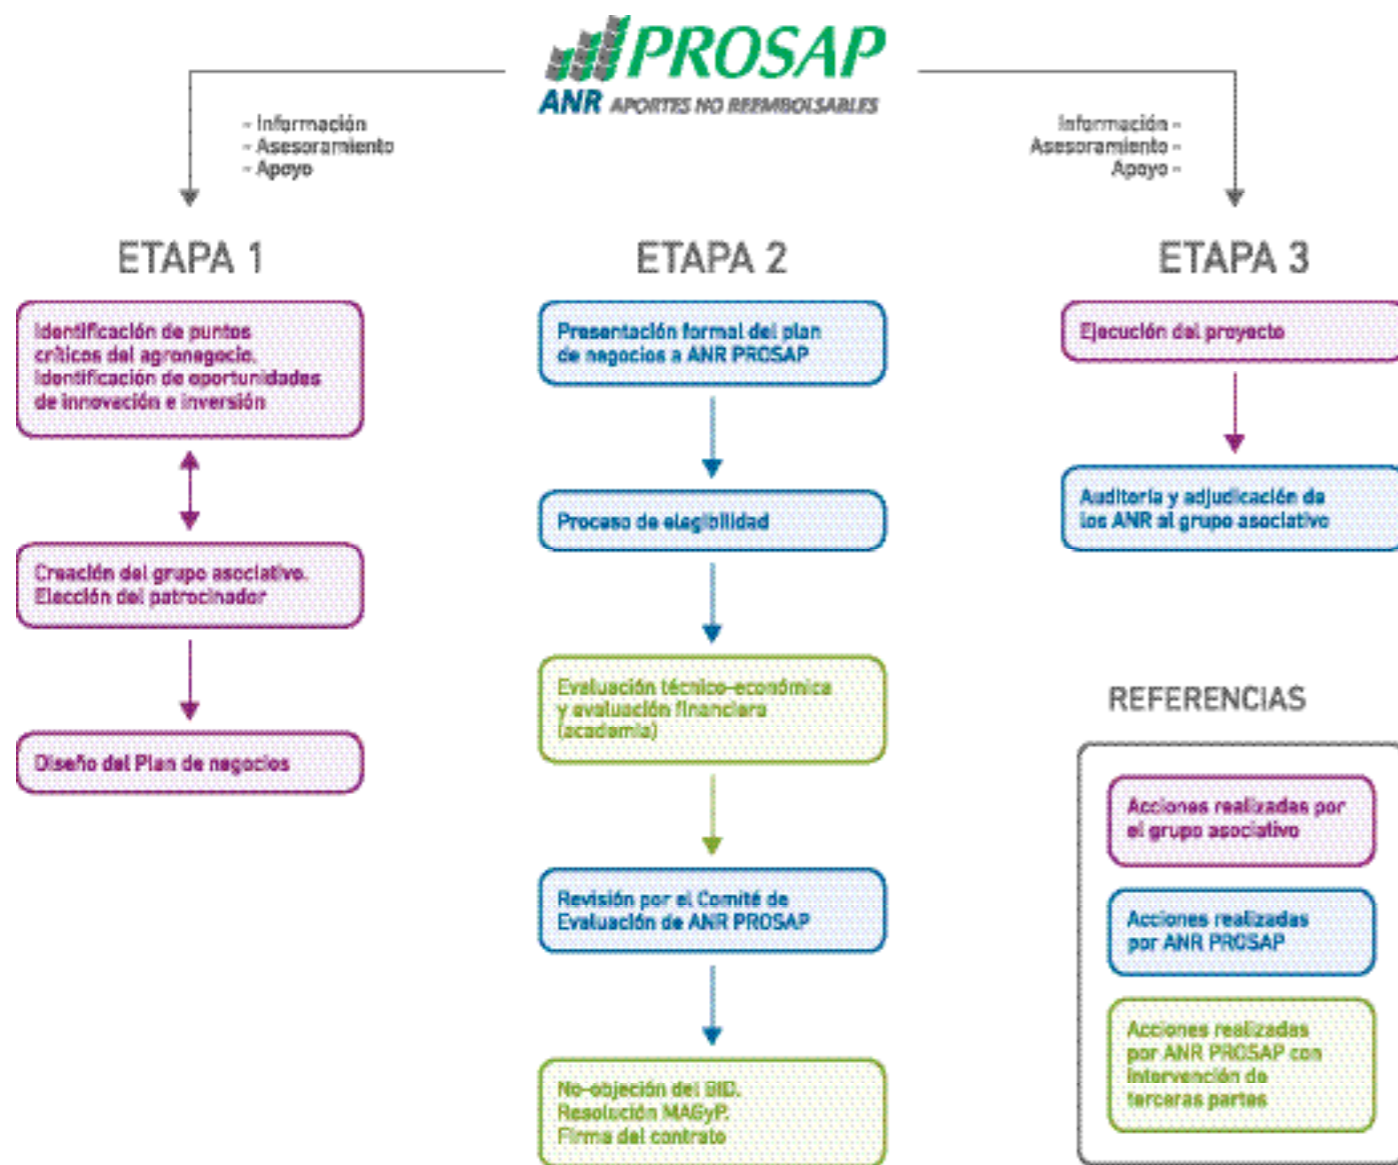 PROSAP
ANR APORTES NO REEMBOLSABLES
- Información
- Asesoramiento
- Apoyo
Información -
Asesoramiento -
Apoyo -
ETAPA 1
Identificación de puntos
críticos del agronegocio.
Identificación de oportunidades
de innovación e inversión
Creación del grupo asociativo.
Elección del patrocinador
Diseño del Plan de negocios
ETAPA 2
Presentación formal del plan
de negocios a ANR PROSAP
Proceso de elegibilidad
Evaluación técnico-económica
y evaluación financiera
(academia)
Revisión por el Comité de
Evaluación de ANR PROSAP
No-objeción del BID.
Resolución MAGyP.
Firma del contrato
ETAPA 3
Ejecución del proyecto
Auditoría y adjudicación de
los ANR al grupo asociativo
REFERENCIAS
Acciones realizadas por
el grupo asociativo
Acciones realizadas
por ANR PROSAP
Acciones realizadas
por ANR PROSAP con
intervención de
terceras partes